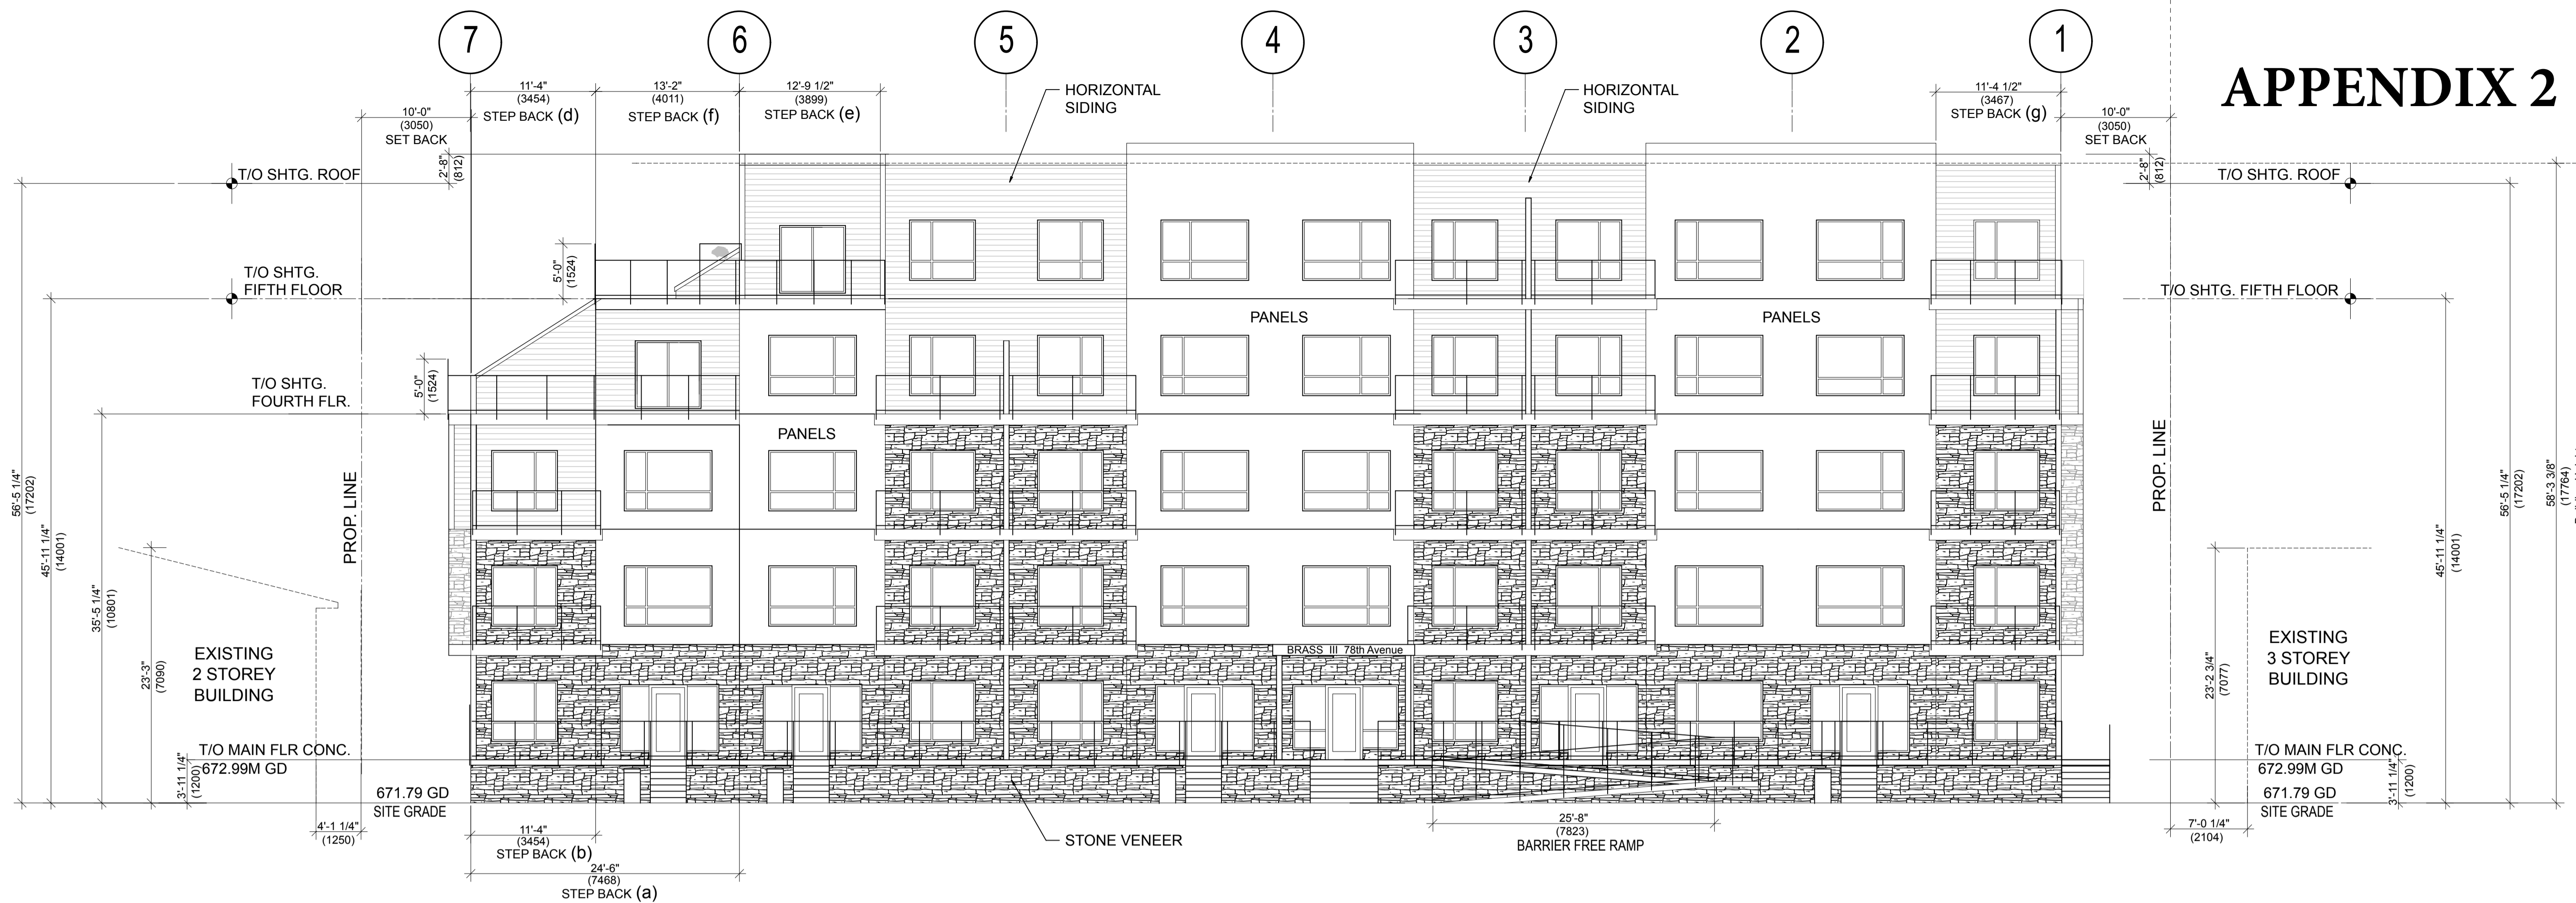 7
6
5
4
3
2
1
APPENDIX 2
11'-4"
(3454)
STEP BACK (d)
13'-2"
(4011)
STEP BACK (f)
12'-9 1/2"
(3899)
STEP BACK (e)
HORIZONTAL
SIDING
HORIZONTAL
SIDING
11'-4 1/2"
(3467)
STEP BACK (g)
10'-0"
(3050)
SET BACK
10'-0"
(3050)
SET BACK
2'-8"
(812)
2'-8"
(812)
T/O SHTG. ROOF
T/O SHTG. ROOF
5'-0"
(1524)
T/O SHTG.
FIFTH FLOOR
T/O SHTG. FIFTH FLOOR
PANELS
PANELS
5'-0"
(1524)
T/O SHTG.
FOURTH FLR.
PANELS
PROP. LINE
PROP. LINE
56'-5 1/4"
(17202)
45'-11 1/4"
(14001)
35'-5 1/4"
(10801)
23'-3"
(7090)
3'-11 1/4"
(1200)
EXISTING
2 STOREY
BUILDING
BRASS III 78th Avenue
EXISTING
3 STOREY
BUILDING
23'-2 3/4"
(7077)
45'-11 1/4"
(14001)
56'-5 1/4"
(17202)
58'-3 3/8"
(17764)
T/O MAIN FLR CONC.
672.99M GD
671.79 GD
SITE GRADE
T/O MAIN FLR CONC.
672.99M GD
671.79 GD
SITE GRADE
3'-11 1/4"
(1200)
4'-1 1/4"
(1250)
11'-4"
(3454)
STEP BACK (b)
24'-6"
(7468)
STEP BACK (a)
STONE VENEER
25'-8"
(7823)
BARRIER FREE RAMP
7'-0 1/4"
(2104)